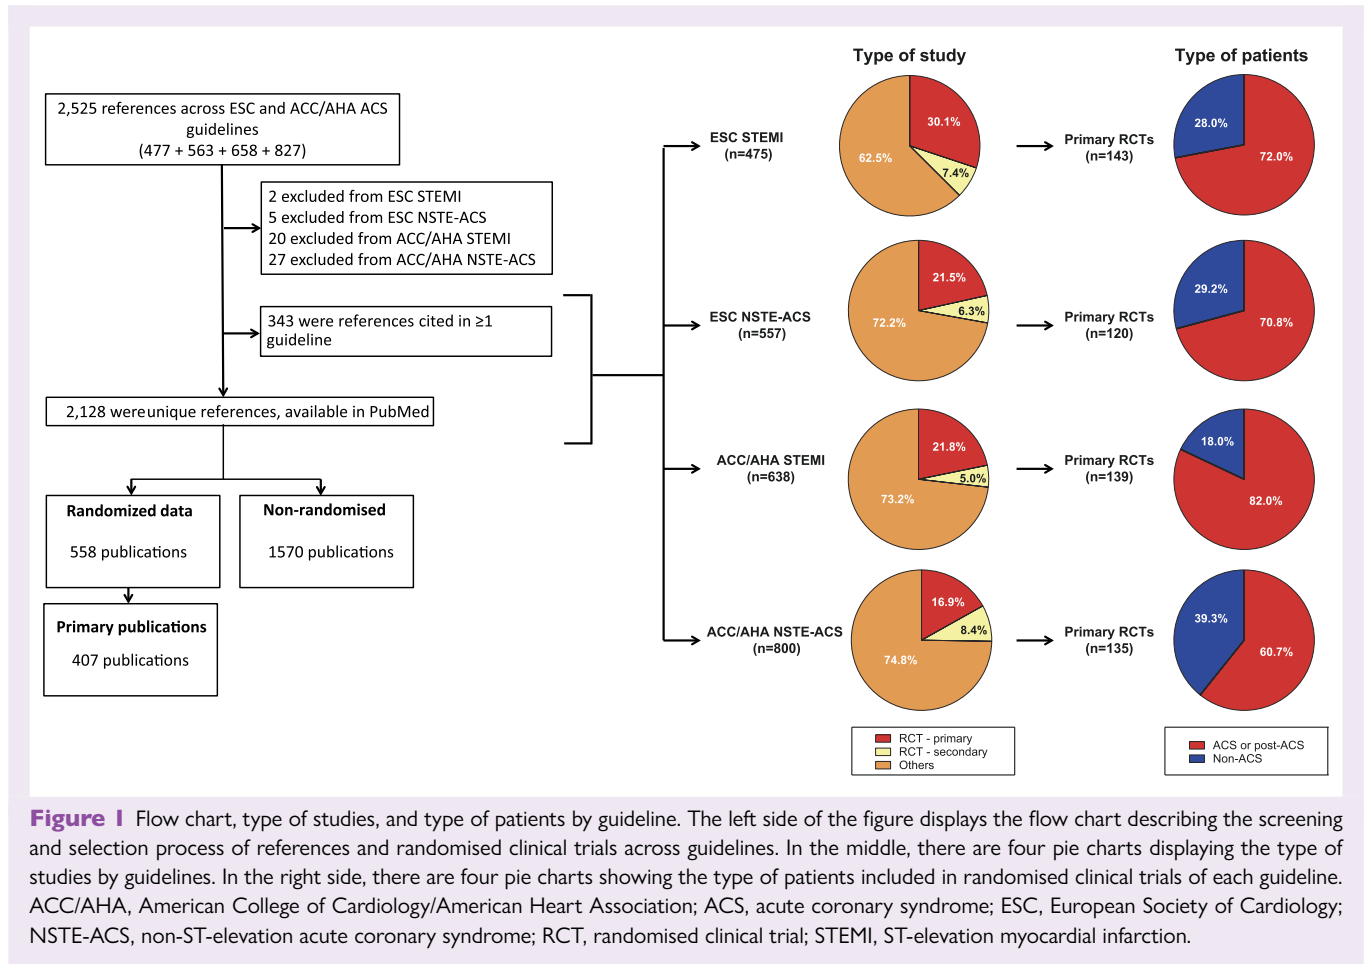 2,525 references across ESC and ACC/AHA ACS
guidelines
(477 + 563 + 658 + 827)
2 excluded from ESC STEMI
5 excluded from ESC NSTE-ACS
20 excluded from ACC/AHA STEMI
27 excluded from ACC/AHA NSTE-ACS
343 were references cited in ≥1
guideline
2,128 were unique references, available in PubMed
Randomized data
558 publications
Non-randomised
1570 publications
Primary publications
407 publications
Type of study
Type of patients
ESC STEMI
(n=475)
30.1%
7.4%
62.5%
Primary RCTs
(n=143)
28.0%
72.0%
ESC NSTE-ACS
(n=557)
21.5%
6.3%
72.2%
Primary RCTs
(n=120)
29.2%
70.8%
ACC/AHA STEMI
(n=638)
21.8%
5.0%
73.2%
Primary RCTs
(n=139)
18.0%
82.0%
ACC/AHA NSTE-ACS
(n=800)
16.9%
8.4%
74.8%
Primary RCTs
(n=135)
39.3%
60.7%
RCT - primary
RCT - secondary
Others
ACS or post-ACS
Non-ACS
Figure 1 Flow chart, type of studies, and type of patients by guideline. The left side of the figure displays the flow chart describing the screening
and selection process of references and randomised clinical trials across guidelines. In the middle, there are four pie charts displaying the type of
studies by guidelines. In the right side, there are four pie charts showing the type of patients included in randomised clinical trials of each guideline.
ACC/AHA, American College of Cardiology/American Heart Association; ACS, acute coronary syndrome; ESC, European Society of Cardiology;
NSTE-ACS, non-ST-elevation acute coronary syndrome; RCT, randomised clinical trial; STEMI, ST-elevation myocardial infarction.